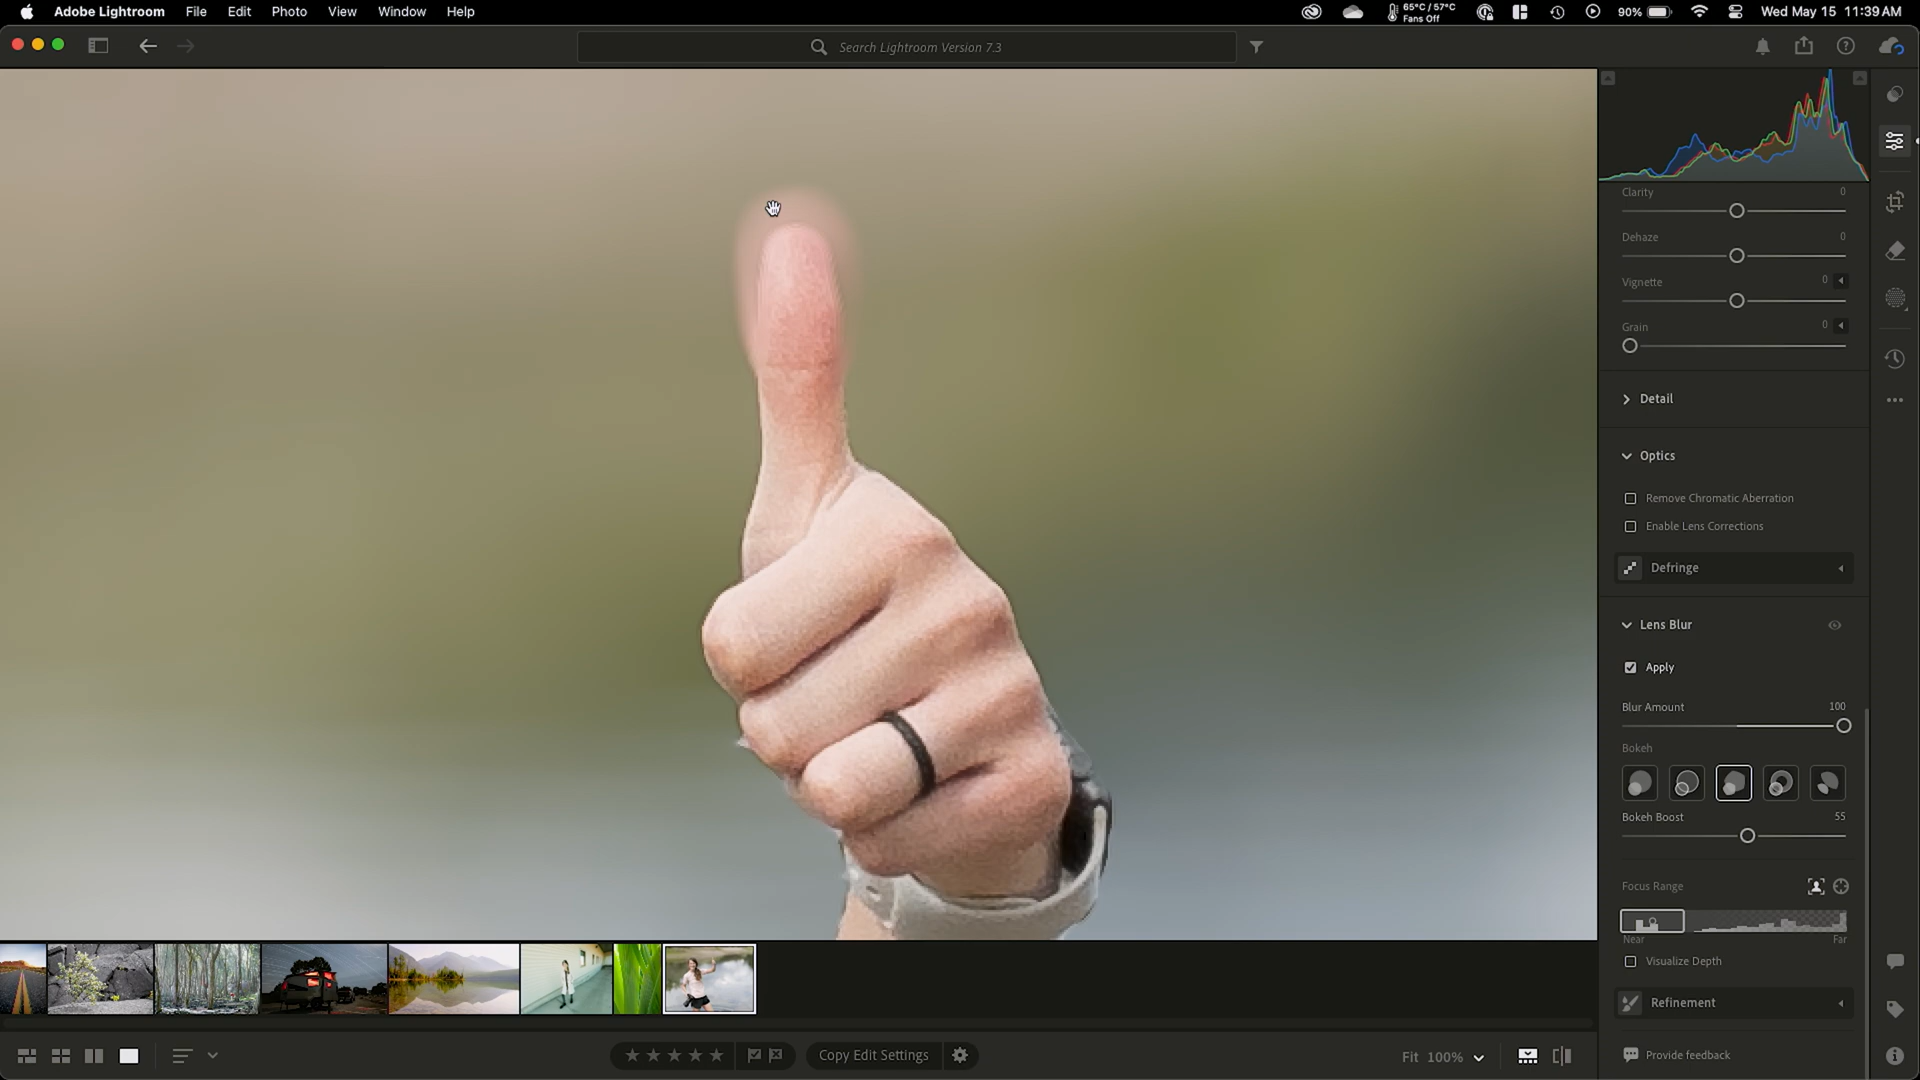 Adobe Lightroom File Edit Photo View Window Help 65°C / 57°C Fans Off 90% Wed May 15 11:39 AM
Search Lightroom Version 7.3
Clarity 0
Dehaze 0
Vignette 0
Grain 0
Detail
Optics
Remove Chromatic Aberration
Enable Lens Corrections
Defringe
Lens Blur
Apply
Blur Amount 100
Bokeh
Bokeh Boost 55
Focus Range
Near Far
Visualize Depth
Refinement
Copy Edit Settings Fit 100% Provide feedback